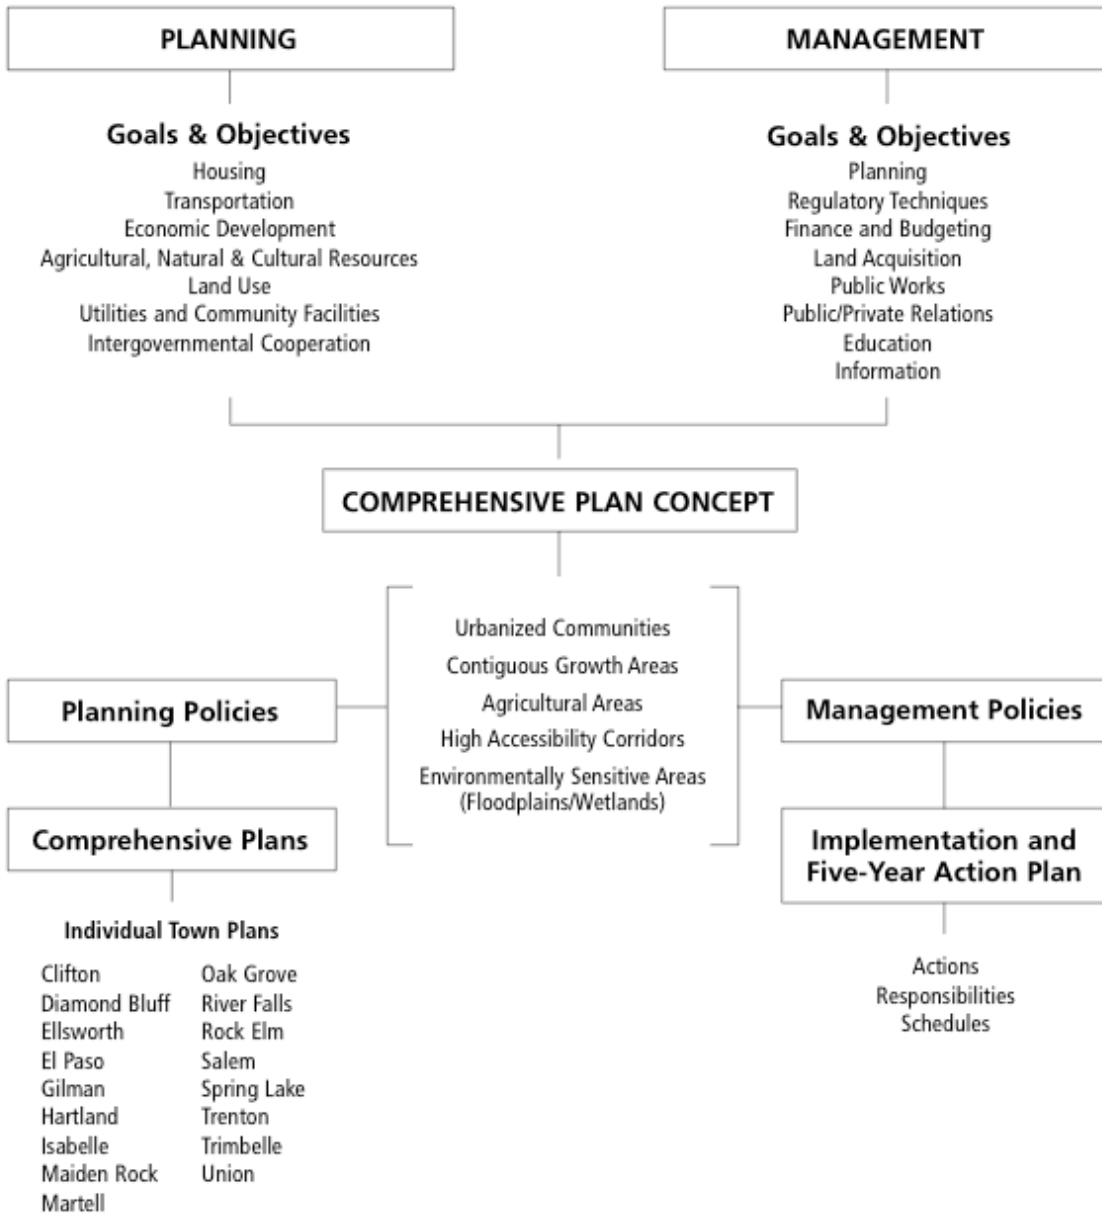 PLANNING
MANAGEMENT
Goals & Objectives
Housing
Transportation
Economic Development
Agricultural, Natural & Cultural Resources
Land Use
Utilities and Community Facilities
Intergovernmental Cooperation
Goals & Objectives
Planning
Regulatory Techniques
Finance and Budgeting
Land Acquisition
Public Works
Public/Private Relations
Education
Information
COMPREHENSIVE PLAN CONCEPT
Urbanized Communities
Contiguous Growth Areas
Agricultural Areas
High Accessibility Corridors
Environmentally Sensitive Areas
(Floodplains/Wetlands)
Planning Policies
Comprehensive Plans
Individual Town Plans
Clifton
Diamond Bluff
Ellsworth
El Paso
Gilman
Hartland
Isabelle
Maiden Rock
Martell
Oak Grove
River Falls
Rock Elm
Salem
Spring Lake
Trenton
Trimbelle
Union
Management Policies
Implementation and
Five-Year Action Plan
Actions
Responsibilities
Schedules